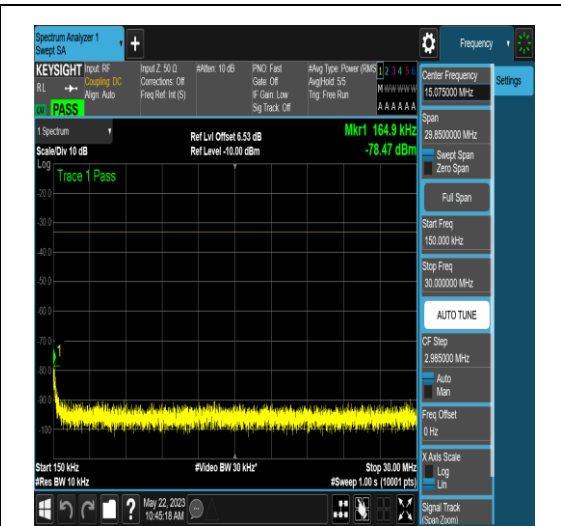 Spectrum Analyzer 1
Swept SA
+
Frequency
KEYSIGHT
Input: RF
Coupling: DC
Align: Auto
RL
PASS
Input Z: 50 Ω
Corrections: Off
Freq Ref: Int (S)
#Atten: 10 dB
PNO: Fast
Gate: Off
IF Gain: Low
Sig Track: Off
#Avg Type: Power (RMS
Avg|Hold: 5/5
Trig: Free Run
1 2 3 4 5 6
M W W W W W
A A A A A A
1 Spectrum
Scale/Div 10 dB
Log
Ref Lvl Offset 6.53 dB
Ref Level -10.00 dBm
Mkr1 164.9 kHz
-78.47 dBm
Trace 1 Pass
-20.0
-30.0
-40.0
-50.0
-60.0
-70.0
1
-80.0
-90.0
-100
Start 150 kHz
#Res BW 10 kHz
#Video BW 30 kHz*
Stop 30.00 MHz
#Sweep 1.00 s (10001 pts)
?
May 22, 2023
10:45:18 AM
Center Frequency
15.075000 MHz
Settings
Span
29.8500000 MHz
Swept Span
Zero Span
Full Span
Start Freq
150.000 kHz
Stop Freq
30.000000 MHz
AUTO TUNE
CF Step
2.985000 MHz
Auto
Man
Freq Offset
0 Hz
X Axis Scale
Log
Lin
Signal Track
(Span Zoom)